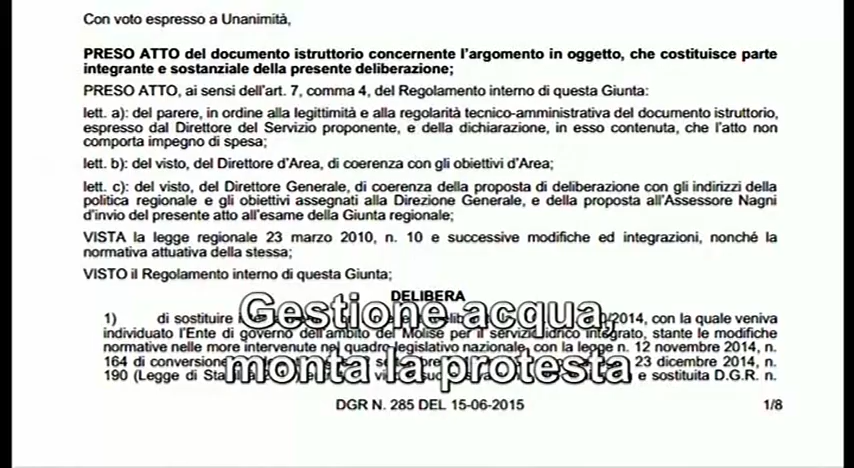 Con voto espresso a Unanimità,
PRESO ATTO del documento istruttorio concernente l'argomento in oggetto, che costituisce parte
integrante e sostanziale della presente deliberazione;
PRESO ATTO, ai sensi dell'art. 7, comma 4, del Regolamento interno di questa Giunta:
lett. a): del parere, in ordine alla legittimità e alla regolarità tecnico-amministrativa del documento istruttorio,
espresso dal Direttore del Servizio proponente, e della dichiarazione, in esso contenuta, che l'atto non
comporta impegno di spesa;
lett. b): del visto, del Direttore d'Area, di coerenza con gli obiettivi d'Area;
lett. c): del visto, del Direttore Generale, di coerenza della proposta di deliberazione con gli indirizzi della
politica regionale e gli obiettivi assegnati alla Direzione Generale, e della proposta all'Assessore Nagni
d'invio del presente atto all'esame della Giunta regionale;
VISTA la legge regionale 23 marzo 2010, n. 10 e successive modifiche ed integrazioni, nonché la
normativa attuativa della stessa;
VISTO il Regolamento interno di questa Giunta;
DELIBERA
1) di sostituire /2014, con la quale veniva
Gestione acqua,
individuato l'Ente di governo dell'ambito del Molise per il servizio idrico integrato, stante le modifiche
normative nelle more intervenute nel quadro legislativo nazionale, con la legge n. 12 novembre 2014, n.
164 di conversione 23 dicembre 2014, n.
monta la protesta
190 (Legge di e sostituita D.G.R. n.
DGR N. 285 DEL 15-06-2015
1/8